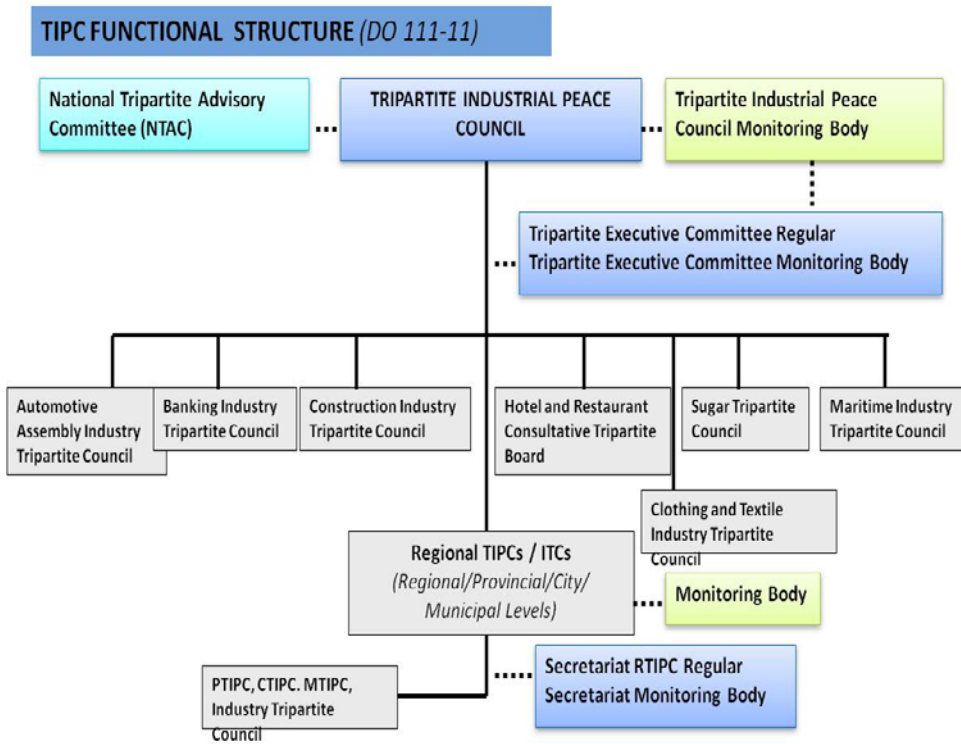 TIPC FUNCTIONAL STRUCTURE (DO 111-11)
National Tripartite Advisory
Committee (NTAC)
TRIPARTITE INDUSTRIAL PEACE
COUNCIL
Tripartite Industrial Peace
Council Monitoring Body
Tripartite Executive Committee Regular
Tripartite Executive Committee Monitoring Body
Automotive
Assembly Industry
Tripartite Council
Banking Industry
Tripartite Council
Construction Industry
Tripartite Council
Hotel and Restaurant
Consultative Tripartite
Board
Sugar Tripartite
Council
Maritime Industry
Tripartite Council
Clothing and Textile
Industry Tripartite
Council
Regional TIPCs / ITCs
(Regional/Provincial/City/
Municipal Levels)
Monitoring Body
Secretariat RTIPC Regular
Secretariat Monitoring Body
PTIPC, CTIPC. MTIPC,
Industry Tripartite
Council